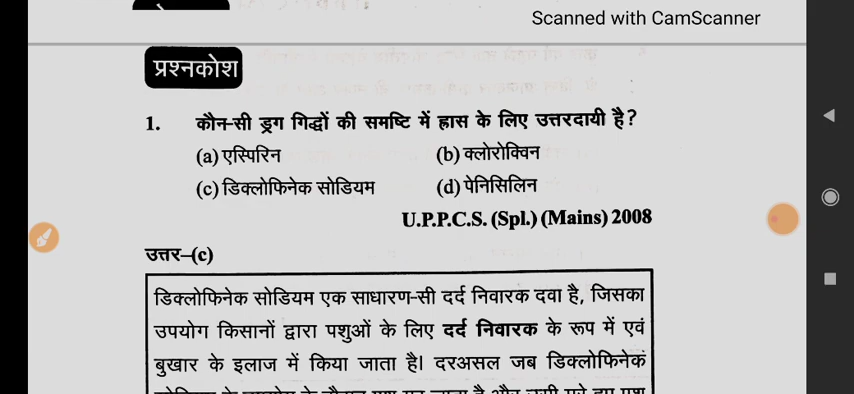 Scanned with CamScanner
प्रश्नकोश
1. कौन-सी ड्रग गिद्धों की समष्टि में ह्रास के लिए उत्तरदायी है?
(a) एस्पिरिन (b) क्लोरोक्विन
(c) डिक्लोफिनेक सोडियम (d) पेनिसिलिन
U.P.P.C.S. (Spl.) (Mains) 2008
उत्तर–(c)
डिक्लोफिनेक सोडियम एक साधारण-सी दर्द निवारक दवा है, जिसका
उपयोग किसानों द्वारा पशुओं के लिए दर्द निवारक के रूप में एवं
बुखार के इलाज में किया जाता है। दरअसल जब डिक्लोफिनेक